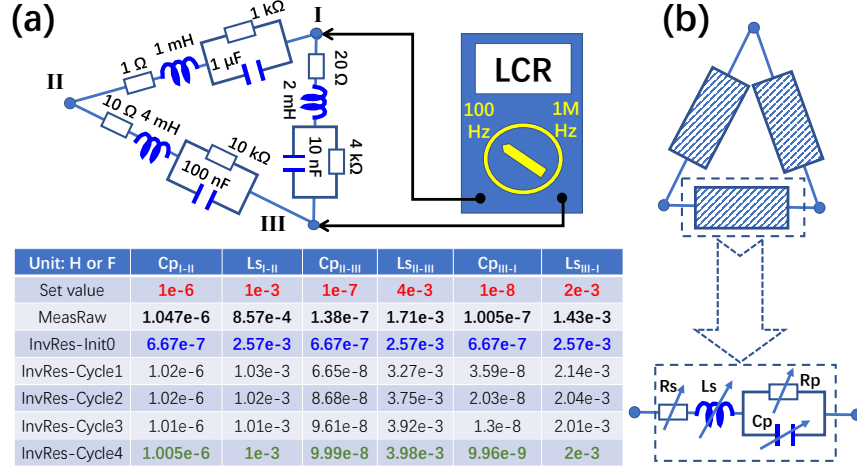 (a)
I
II
III
1 Ω
1 mH
1 kΩ
1 µF
20 Ω
2 mH
4 kΩ
10 nF
10 Ω
4 mH
10 kΩ
100 nF
LCR
100 Hz
1M Hz
Unit: H or F CpI-II LsI-II CpII-III LsII-III CpIII-I LsIII-I
Set value 1e-6 1e-3 1e-7 4e-3 1e-8 2e-3
MeasRaw 1.047e-6 8.57e-4 1.38e-7 1.71e-3 1.005e-7 1.43e-3
InvRes-Init0 6.67e-7 2.57e-3 6.67e-7 2.57e-3 6.67e-7 2.57e-3
InvRes-Cycle1 1.02e-6 1.03e-3 6.65e-8 3.27e-3 3.59e-8 2.14e-3
InvRes-Cycle2 1.02e-6 1.02e-3 8.68e-8 3.75e-3 2.03e-8 2.04e-3
InvRes-Cycle3 1.01e-6 1.01e-3 9.61e-8 3.92e-3 1.3e-8 2.01e-3
InvRes-Cycle4 1.005e-6 1e-3 9.99e-8 3.98e-3 9.96e-9 2e-3
(b)
Rs
Ls
Rp
Cp